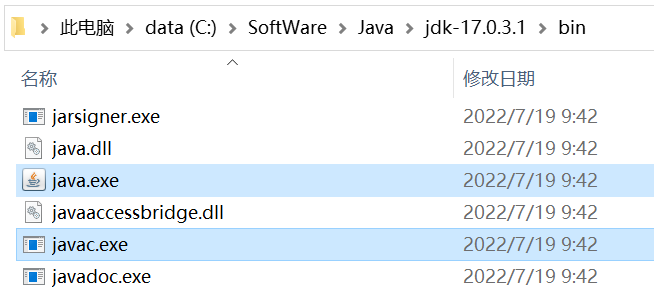 此电脑 > data (C:) > SoftWare > Java > jdk-17.0.3.1 > bin
名称 修改日期
jarsigner.exe 2022/7/19 9:42
java.dll 2022/7/19 9:42
java.exe 2022/7/19 9:42
javaaccessbridge.dll 2022/7/19 9:42
javac.exe 2022/7/19 9:42
javadoc.exe 2022/7/19 9:42